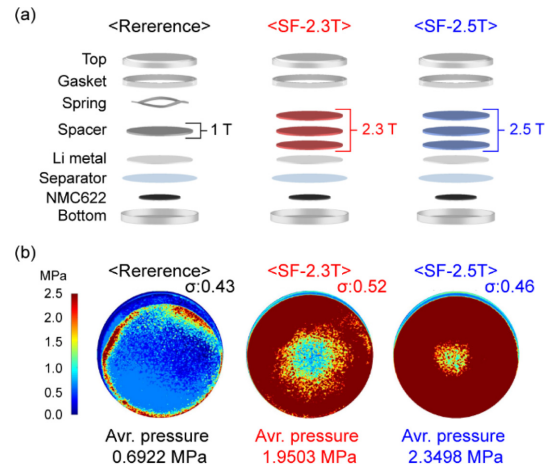 (a)
<Rererence> <SF-2.3T> <SF-2.5T>
Top
Gasket
Spring
Spacer 1 T 2.3 T 2.5 T
Li metal
Separator
NMC622
Bottom
(b)
MPa <Rererence> <SF-2.3T> <SF-2.5T>
σ:0.43 σ:0.52 σ:0.46
2.5
2.0
1.5
1.0
0.5
0.0
Avr. pressure Avr. pressure Avr. pressure
0.6922 MPa 1.9503 MPa 2.3498 MPa